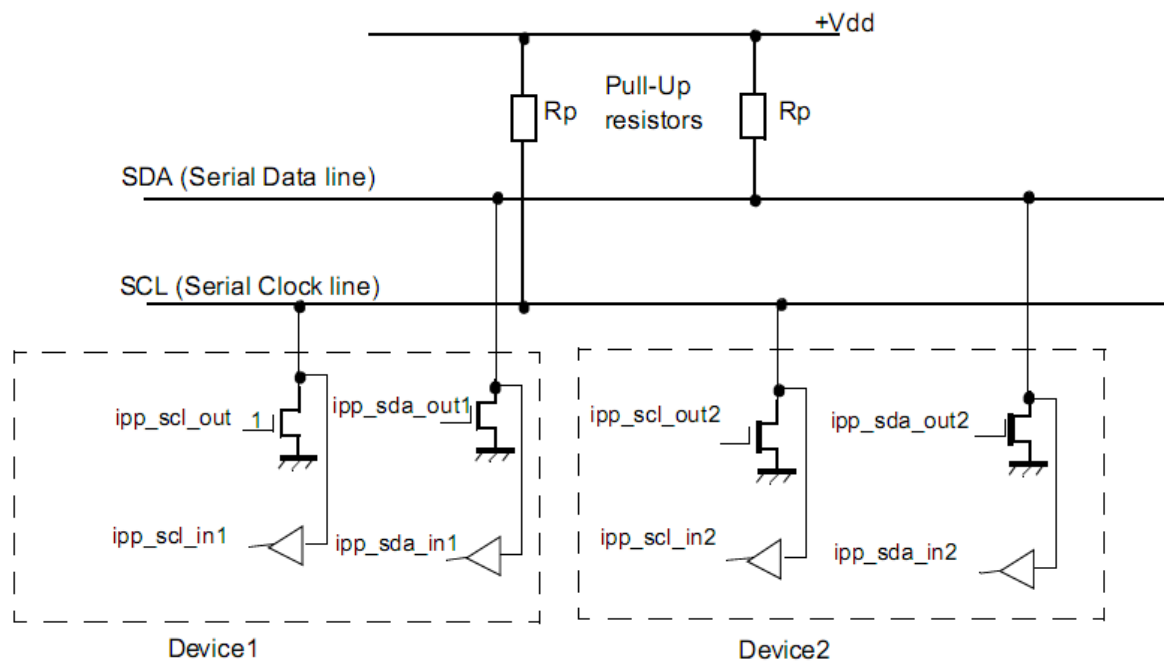 +Vdd
Pull-Up
resistors
Rp
Rp
SDA (Serial Data line)
SCL (Serial Clock line)
ipp_scl_out 1
ipp_sda_out1
ipp_scl_out2
ipp_sda_out2
ipp_scl_in1
ipp_sda_in1
ipp_scl_in2
ipp_sda_in2
Device1
Device2